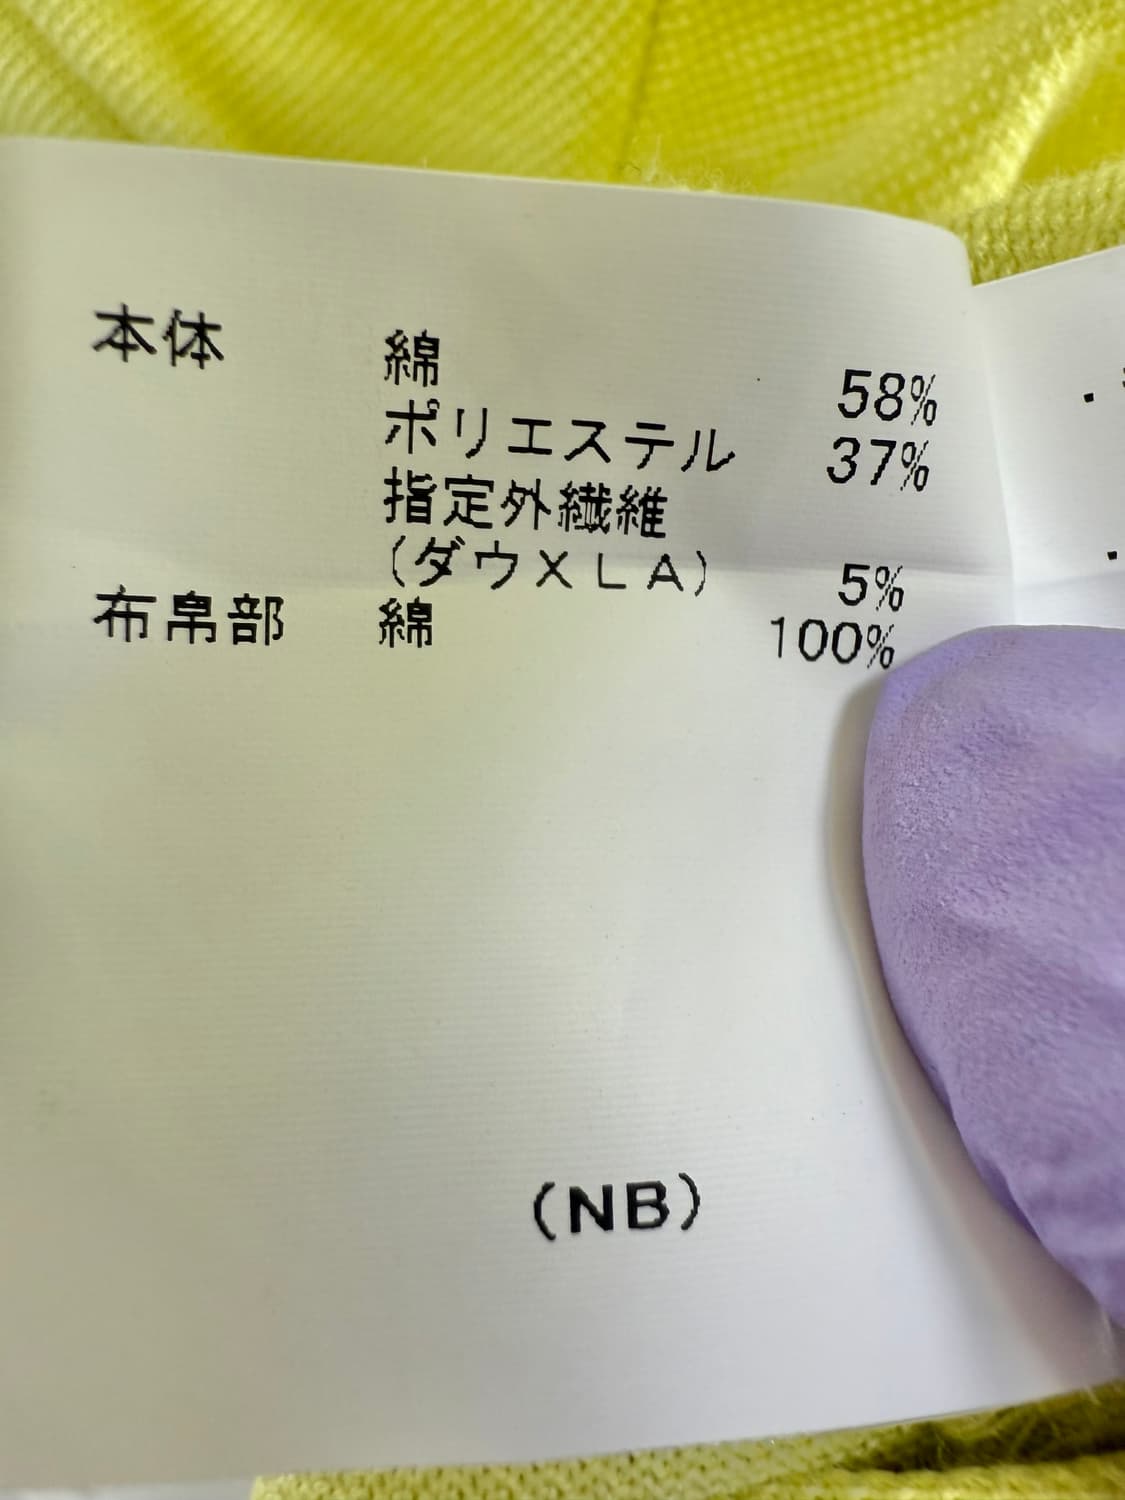 本体 綿 58%
ポリエステル 37%
指定外繊維
(ダウXLA) 5%
布帛部 綿 100%
(NB)